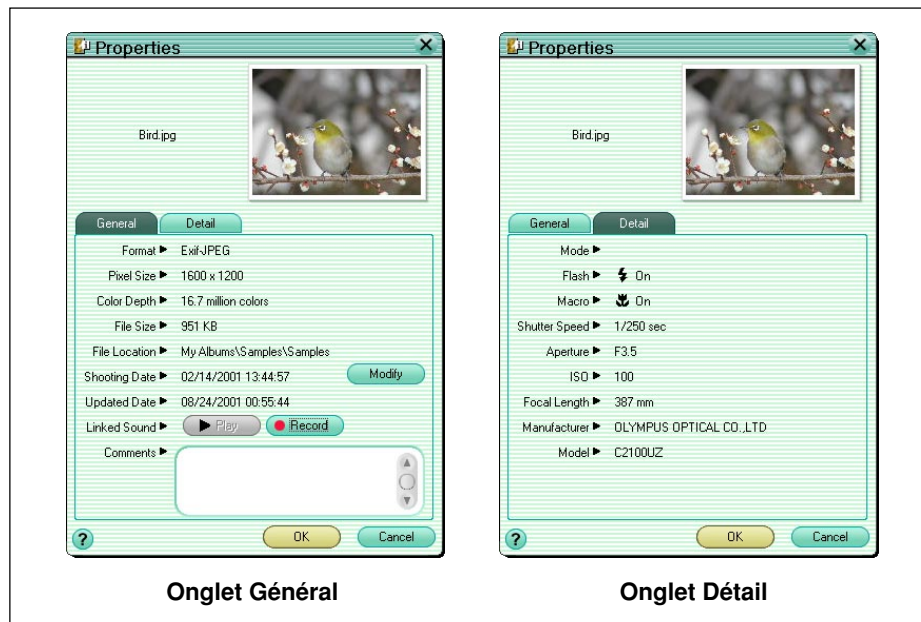 Properties
Bird.jpg
General Detail
Format Exif-JPEG
Pixel Size 1600 x 1200
Color Depth 16.7 million colors
File Size 951 KB
File Location My Albums\Samples\Samples
Shooting Date 02/14/2001 13:44:57 Modify
Updated Date 08/24/2001 00:55:44
Linked Sound Play Record
Comments
? OK Cancel
Onglet Général
Properties
Bird.jpg
General Detail
Mode
Flash On
Macro On
Shutter Speed 1/250 sec
Aperture F3.5
ISO 100
Focal Length 387 mm
Manufacturer OLYMPUS OPTICAL CO.,LTD
Model C2100UZ
? OK Cancel
Onglet Détail